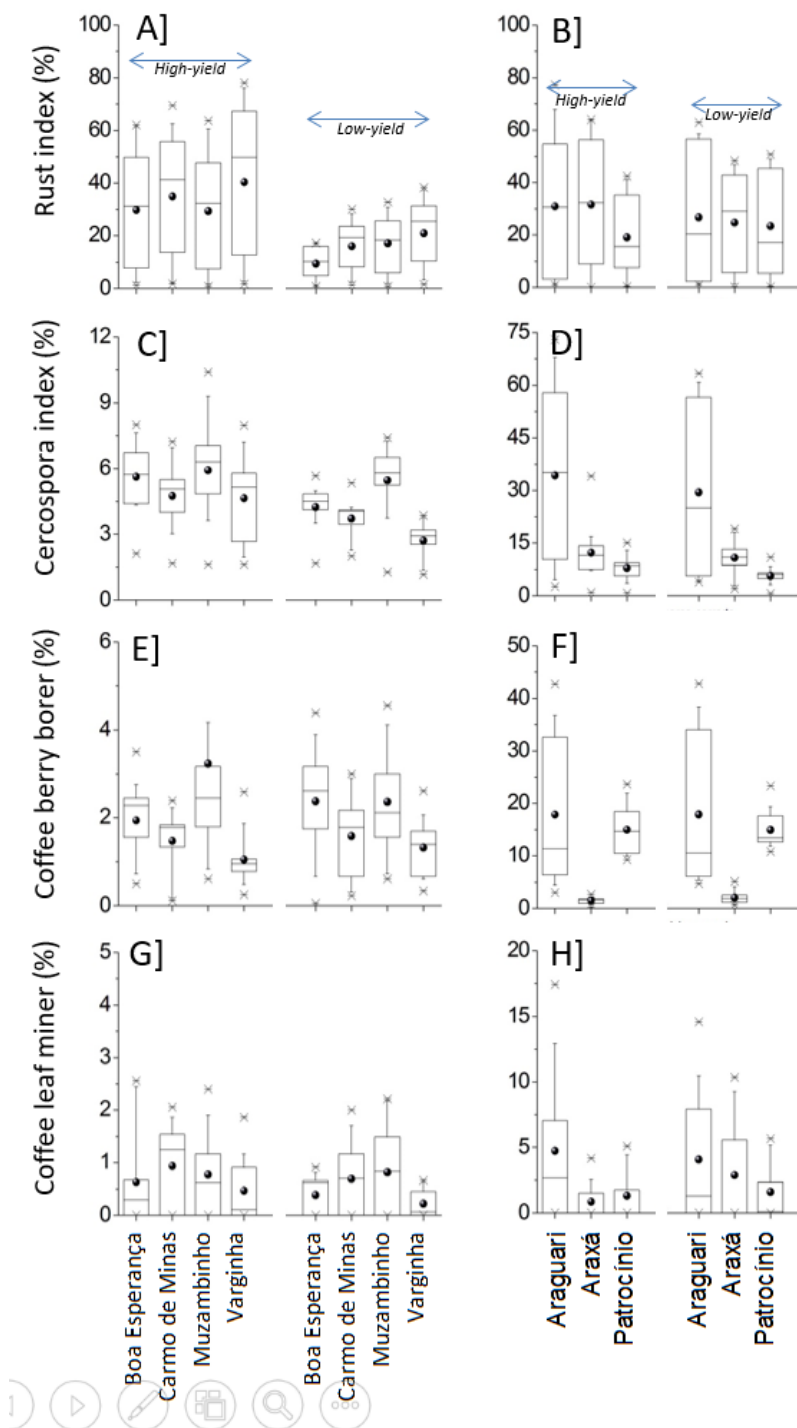 A]
B]
High-yield
Low-yield
High-yield
Low-yield
Rust index (%)
100
80
60
40
20
0
100
80
60
40
20
0
C]
D]
Cercospora index (%)
12
9
6
3
0
75
60
45
30
15
0
E]
F]
Coffee berry borer (%)
6
4
2
0
50
40
30
20
10
0
G]
H]
Coffee leaf miner (%)
5
4
3
2
1
0
20
15
10
5
0
Boa Esperança
Carmo de Minas
Muzambinho
Varginha
Boa Esperança
Carmo de Minas
Muzambinho
Varginha
Araguari
Araxá
Patrocínio
Araguari
Araxá
Patrocínio